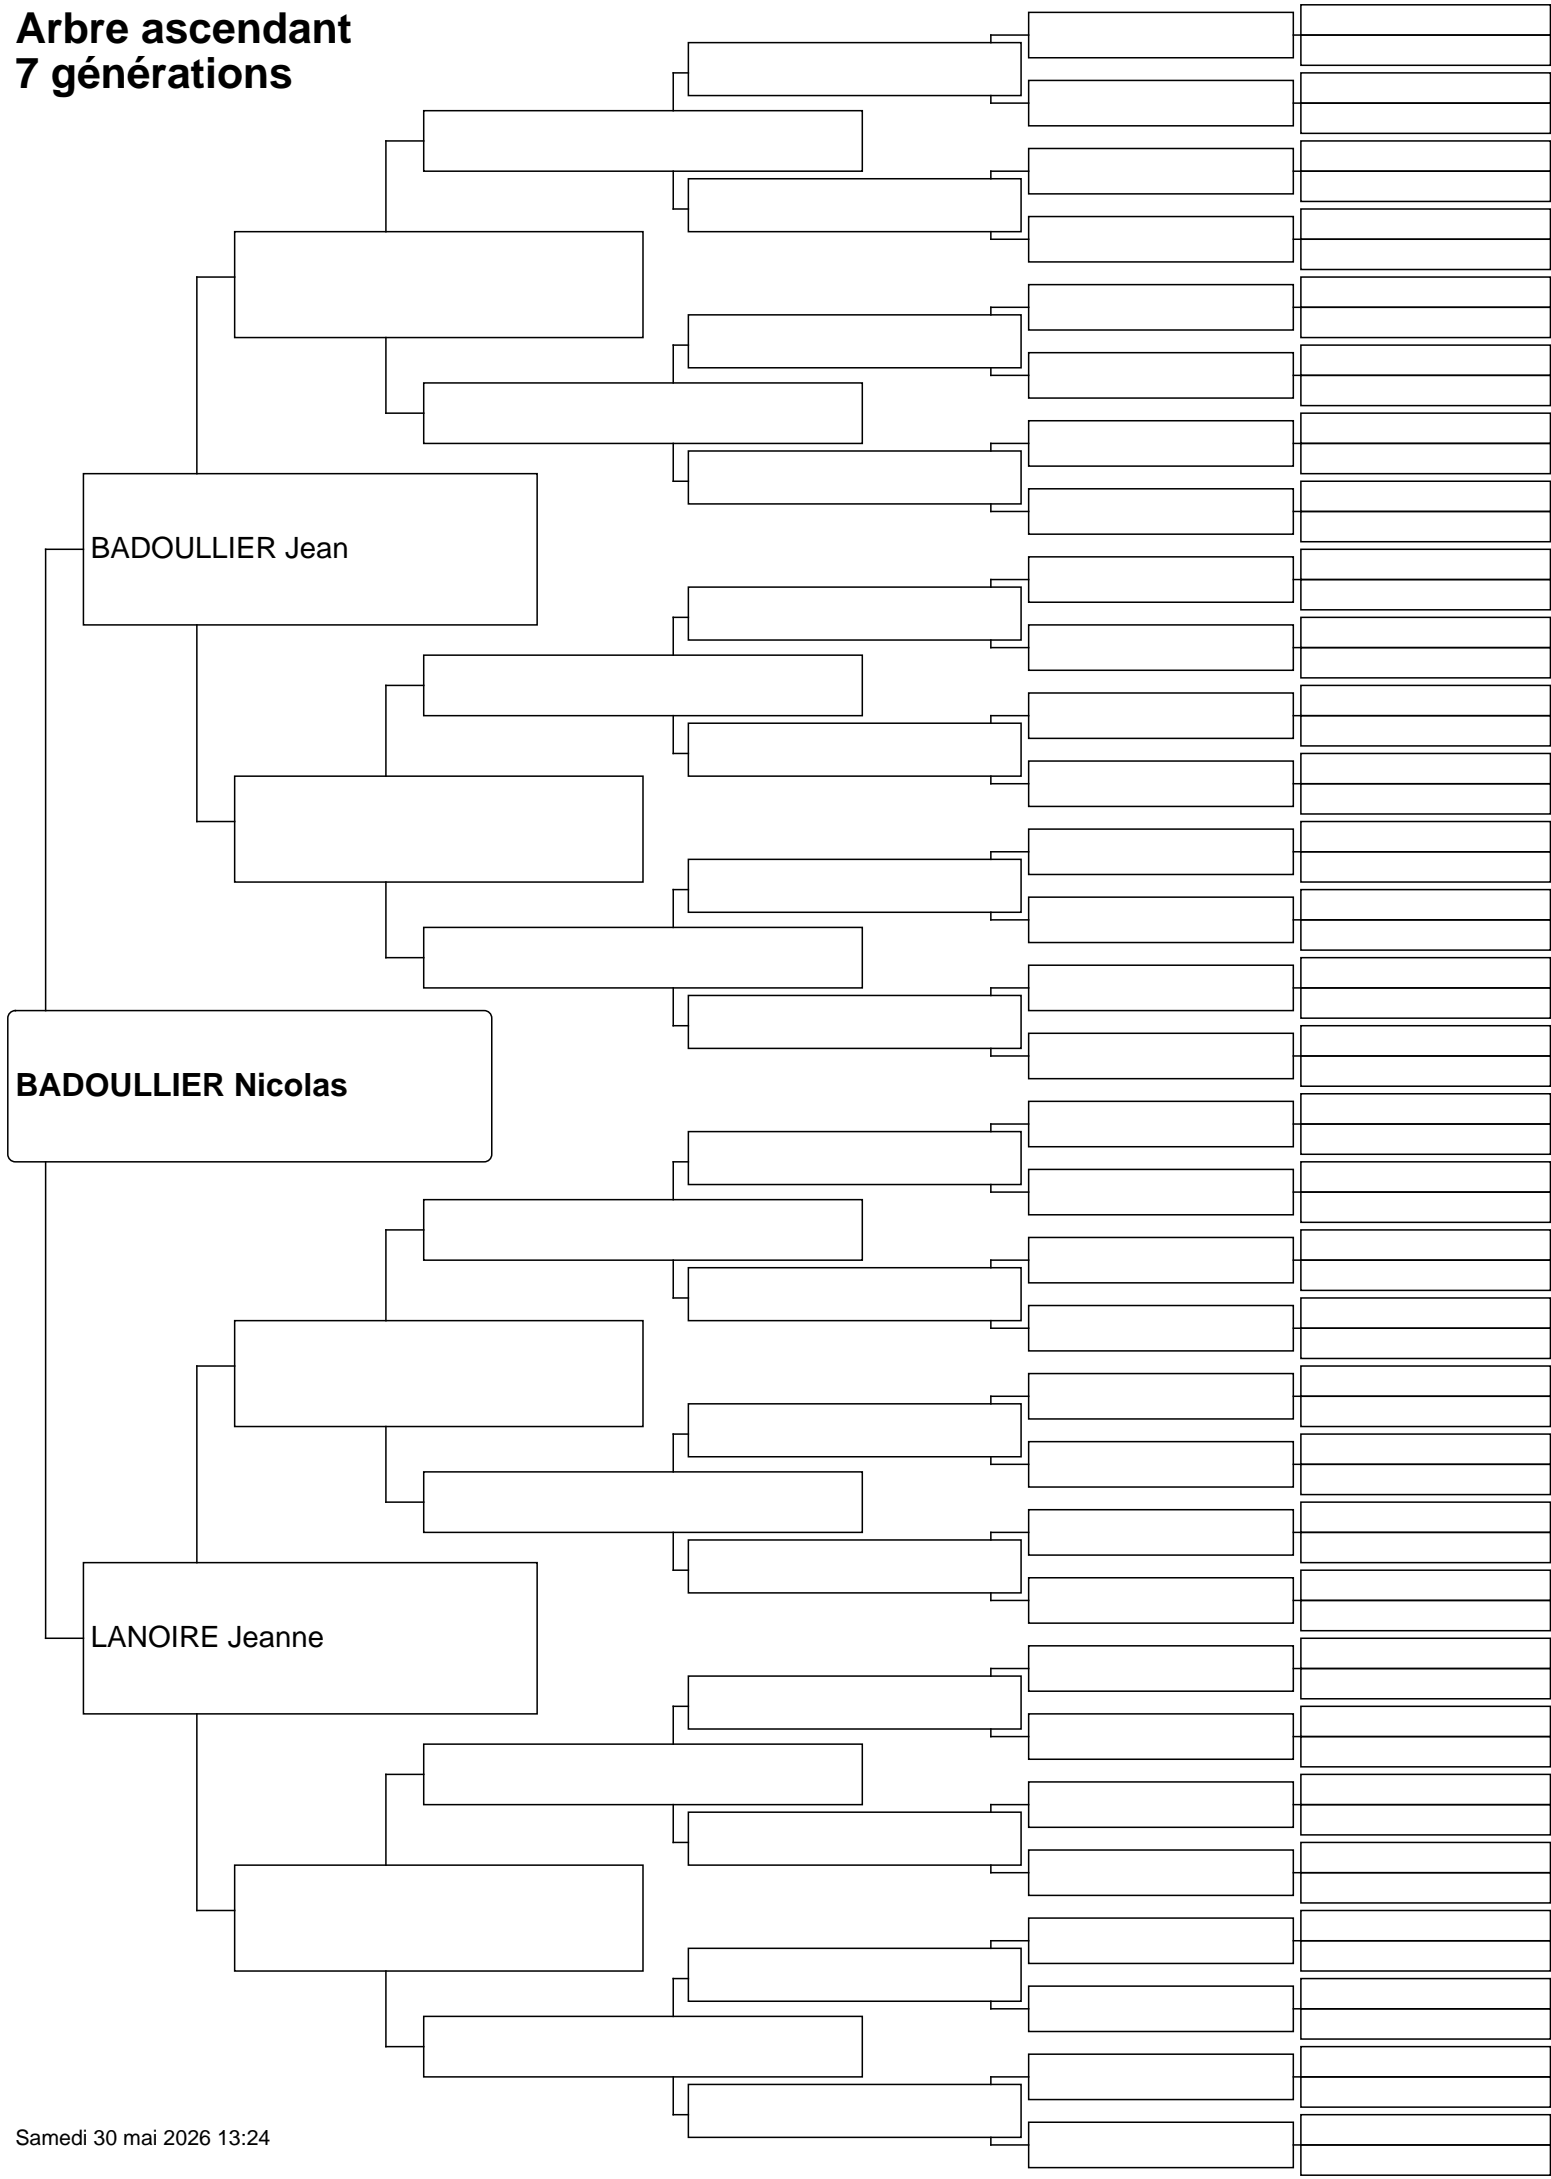 Arbre ascendant
7 générations
BADOULLIER Jean
BADOULLIER Nicolas
LANOIRE Jeanne
Samedi 30 mai 2026 13:24